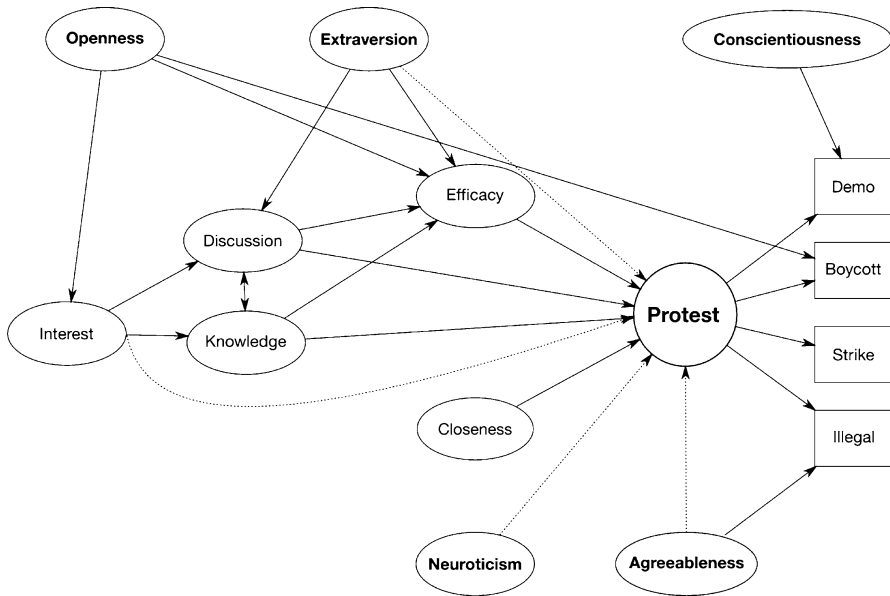 Openness
Extraversion
Conscientiousness
Efficacy
Demo
Discussion
Boycott
Protest
Interest
Knowledge
Strike
Closeness
Illegal
Neuroticism
Agreeableness